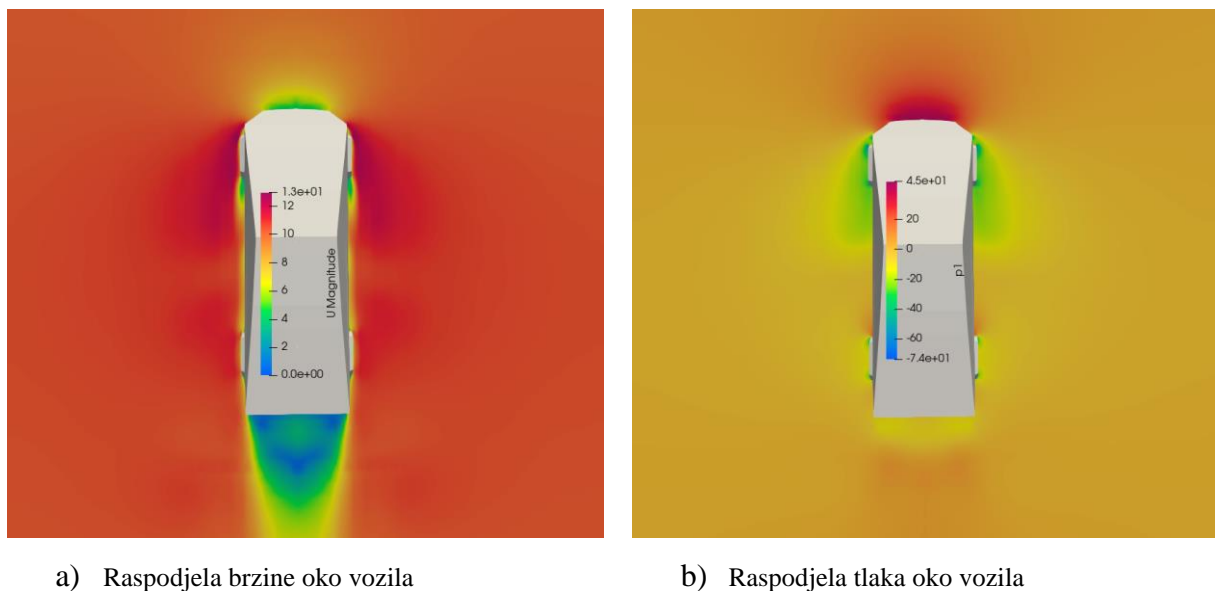 1.3e+01
12
10
8
6
4
2
0.0e+00
U Magnitude
4.5e+01
20
0
-20
-40
-60
-7.4e+01
p1
a) Raspodjela brzine oko vozila
b) Raspodjela tlaka oko vozila